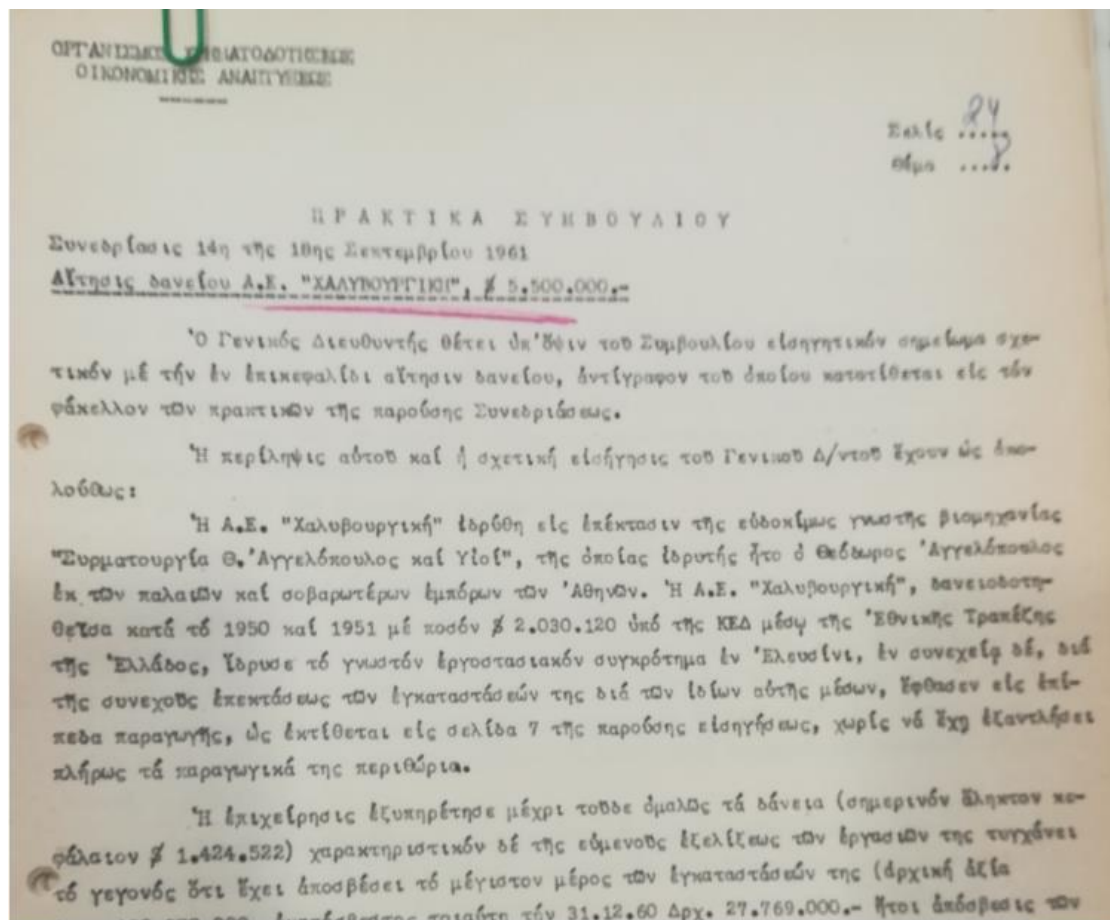 ΟΡΓΑΝΙΣΜΟΣ ΧΡΗΜΑΤΟΔΟΤΗΣΕΩΣ
ΟΙΚΟΝΟΜΙΚΗΣ ΑΝΑΠΤΥΞΕΩΣ
Σελίς 24
Θέμα 8
ΠΡΑΚΤΙΚΑ ΣΥΜΒΟΥΛΙΟΥ
Συνεδρίασις 14η τῆς 18ης Σεπτεμβρίου 1961
Αἴτησις δανείου Α.Ε. "ΧΑΛΥΒΟΥΡΓΙΚΗ", $ 5.500.000.-
Ὁ Γενικός Διευθυντής θέτει ὑπ' ὄψιν τοῦ Συμβουλίου εἰσηγητικόν σημείωμα σχε-
τικόν μέ τήν ἐν ἐπικεφαλίδι αἴτησιν δανείου, ἀντίγραφον τοῦ ὁποίου κατατίθεται εἰς τόν
φάκελλον τῶν πρακτικῶν τῆς παρούσης Συνεδριάσεως.
Ἡ περίληψις αὐτοῦ καί ἡ σχετική εἰσήγησις τοῦ Γενικοῦ Δ/ντοῦ ἔχουν ὡς ἀκο-
λούθως:
Ἡ Α.Ε. "Χαλυβουργική" ἱδρύθη εἰς ἐπέκτασιν τῆς εὐδοκίμως γνωστῆς βιομηχανίας
"Συρματουργία Θ. Ἀγγελόπουλος καί Υἱοί", τῆς ὁποίας ἱδρυτής ἦτο ὁ Θεόδωρος Ἀγγελόπουλος
ἐκ τῶν παλαιῶν καί σοβαρωτέρων ἐμπόρων τῶν Ἀθηνῶν. Ἡ Α.Ε. "Χαλυβουργική", δανειοδοτη-
θεῖσα κατά τό 1950 καί 1951 μέ ποσόν $ 2.030.120 ὑπό τῆς ΚΕΔ μέσῳ τῆς Ἐθνικῆς Τραπέζης
τῆς Ἑλλάδος, ἵδρυσε τό γνωστόν ἐργοστασιακόν συγκρότημα ἐν Ἐλευσῖνι, ἐν συνεχείᾳ δέ, διά
τῆς συνεχοῦς ἐπεκτάσεως τῶν ἐγκαταστάσεών της διά τῶν ἰδίων αὐτῆς μέσων, ἔφθασεν εἰς ἐπί-
πεδα παραγωγῆς, ὡς ἐκτίθεται εἰς σελίδα 7 τῆς παρούσης εἰσηγήσεως, χωρίς νά ἔχῃ ἐξαντλήσει
πλήρως τά παραγωγικά της περιθώρια.
Ἡ ἐπιχείρησις ἐξυπηρέτησε μέχρι τοῦδε ὁμαλῶς τά δάνεια (σημερινόν ἄληκτον κε-
φάλαιον $ 1.424.522) χαρακτηριστικόν δέ τῆς εὐμενοῦς ἐξελίξεως τῶν ἐργασιῶν της τυγχάνει
τό γεγονός ὅτι ἔχει ἀποσβέσει τό μέγιστον μέρος τῶν ἐγκαταστάσεών της (ἀρχική ἀξία
τήν 31.12.60 Δρχ. 27.769.000.- ἤτοι ἀπόσβεσις τῶν